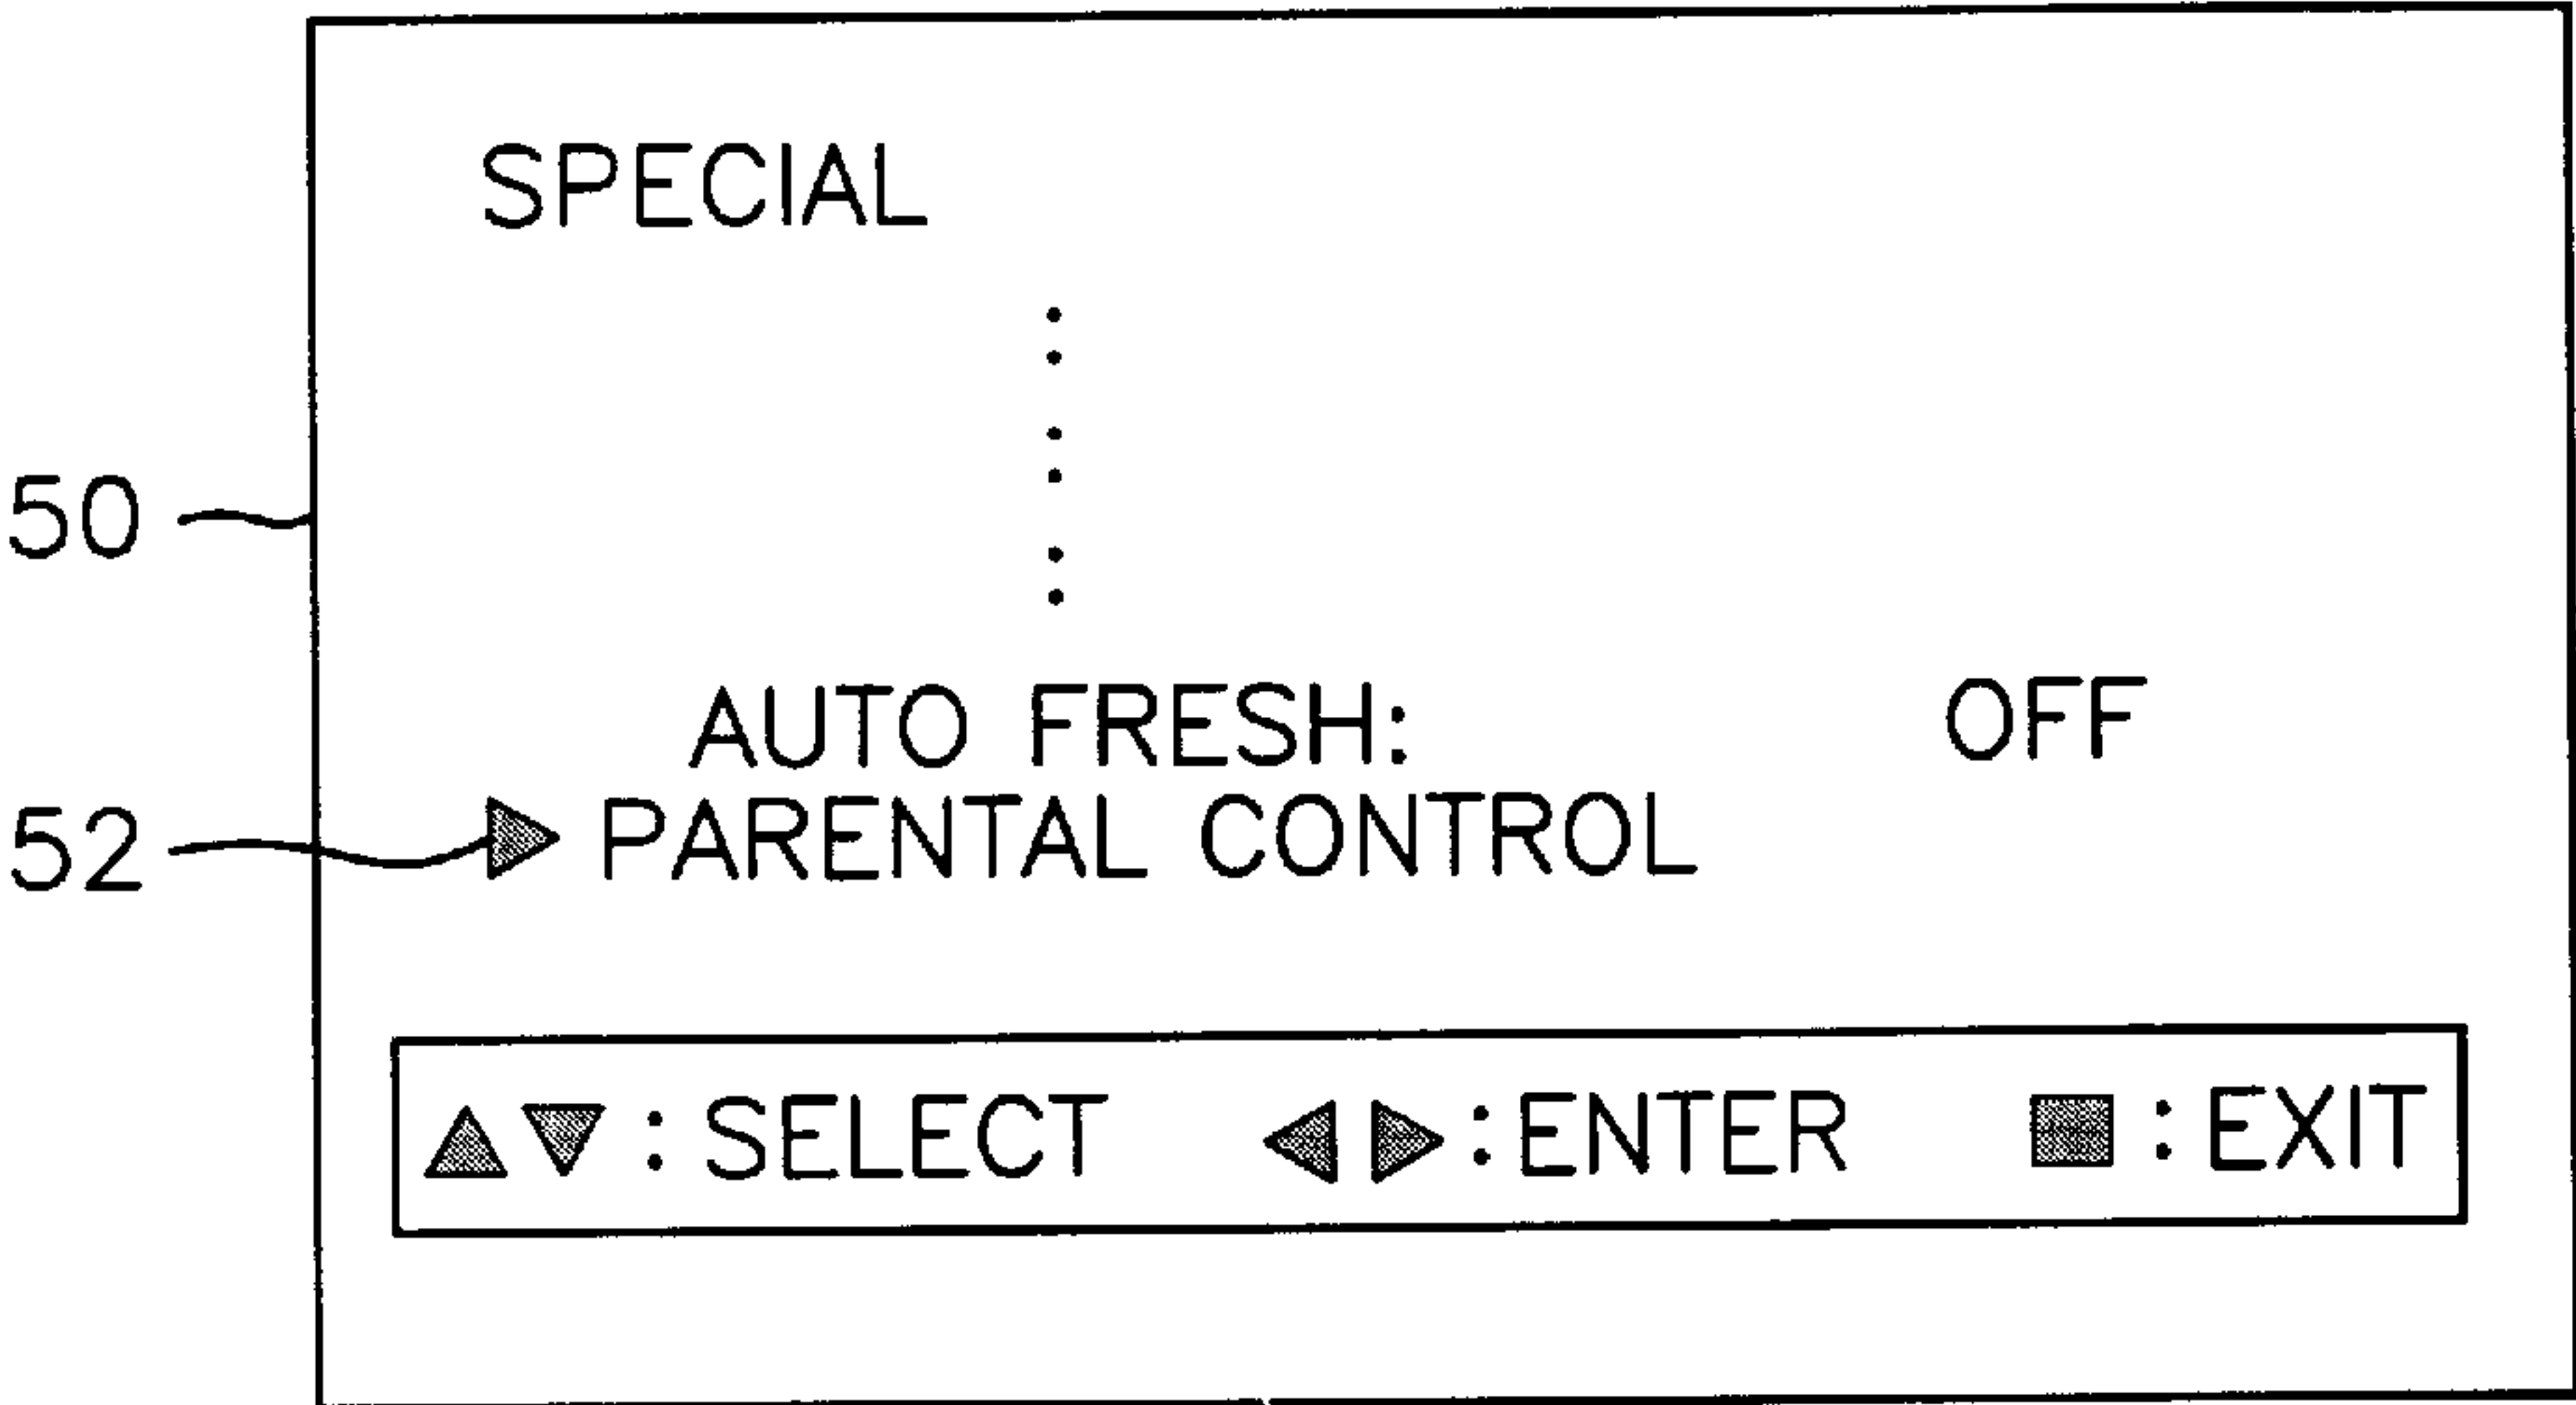 SPECIAL
:
:
50
:
AUTO FRESH: OFF
52 ▶ PARENTAL CONTROL
▲▼ : SELECT ◀ ▶ : ENTER ■ : EXIT